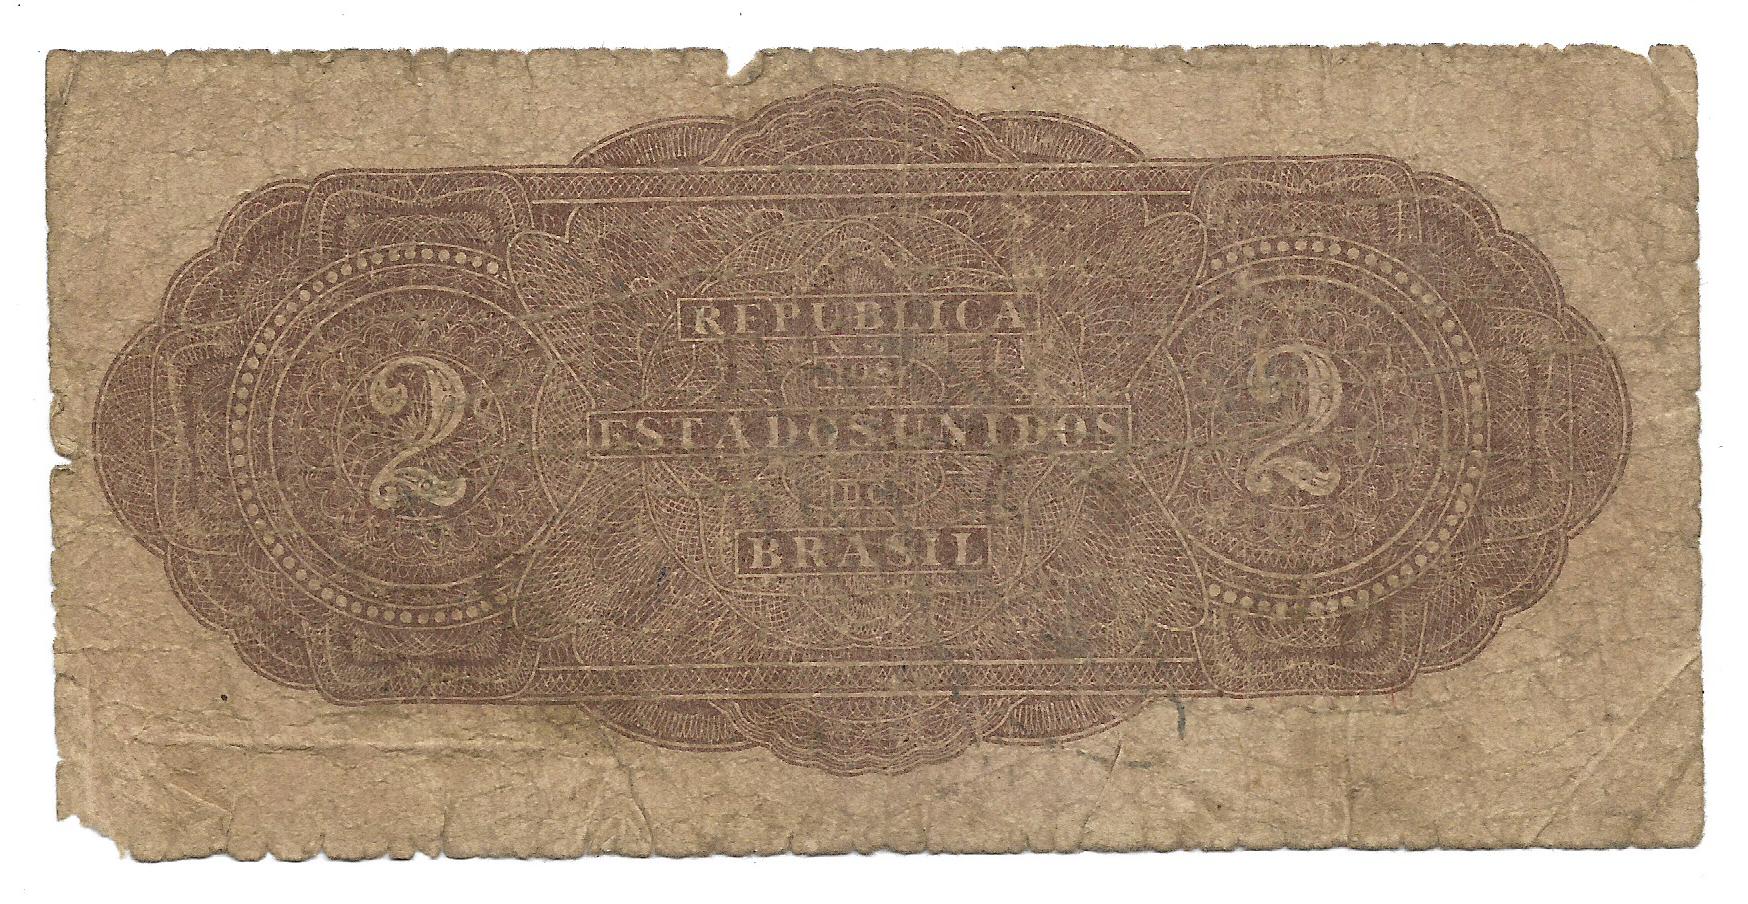 REPUBLICA
DOS
2 ESTADOS UNIDOS 2
DO
BRASIL